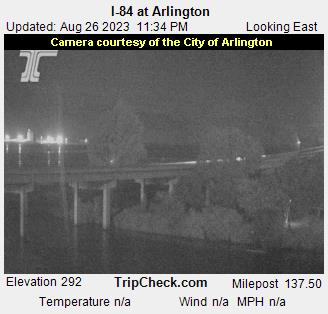 I-84 at Arlington
Updated: Aug 26 2023 11:34 PM Looking East
Camera courtesy of the City of Arlington
Elevation 292 TripCheck.com Milepost 137.50
Temperature n/a Wind n/a MPH n/a